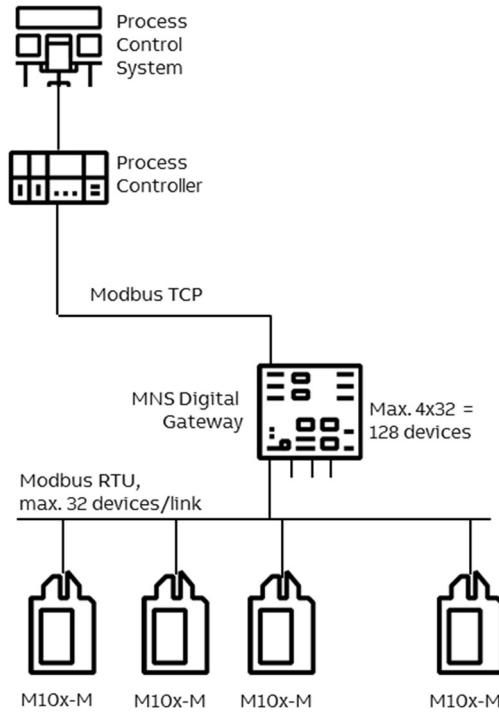 Process
Control
System
Process
Controller
Modbus TCP
MNS Digital
Gateway
Max. 4x32 =
128 devices
Modbus RTU,
max. 32 devices/link
M10x-M
M10x-M
M10x-M
M10x-M